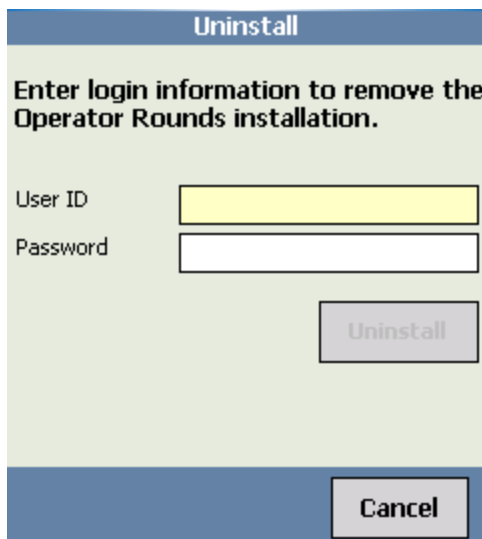 Uninstall
Enter login information to remove the
Operator Rounds installation.
User ID
Password
Uninstall
Cancel